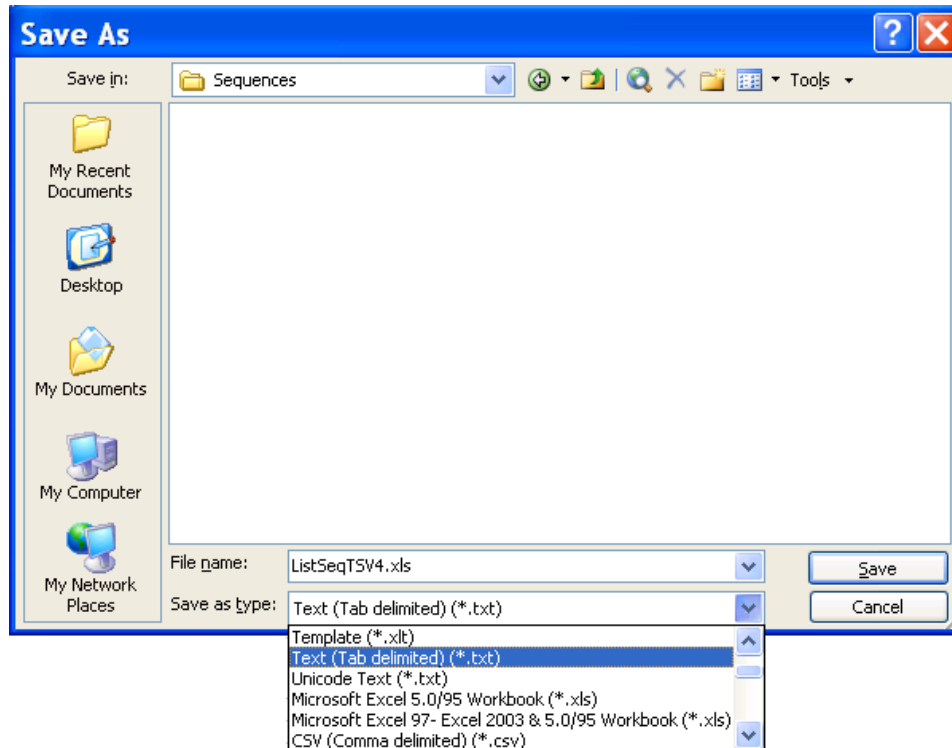 Save As
Save in:
Sequences
Tools
My Recent
Documents
Desktop
My Documents
My Computer
My Network
Places
File name:
ListSeqTSV4.xls
Save
Save as type:
Text (Tab delimited) (*.txt)
Cancel
Template (*.xlt)
Text (Tab delimited) (*.txt)
Unicode Text (*.txt)
Microsoft Excel 5.0/95 Workbook (*.xls)
Microsoft Excel 97- Excel 2003 & 5.0/95 Workbook (*.xls)
CSV (Comma delimited) (*.csv)